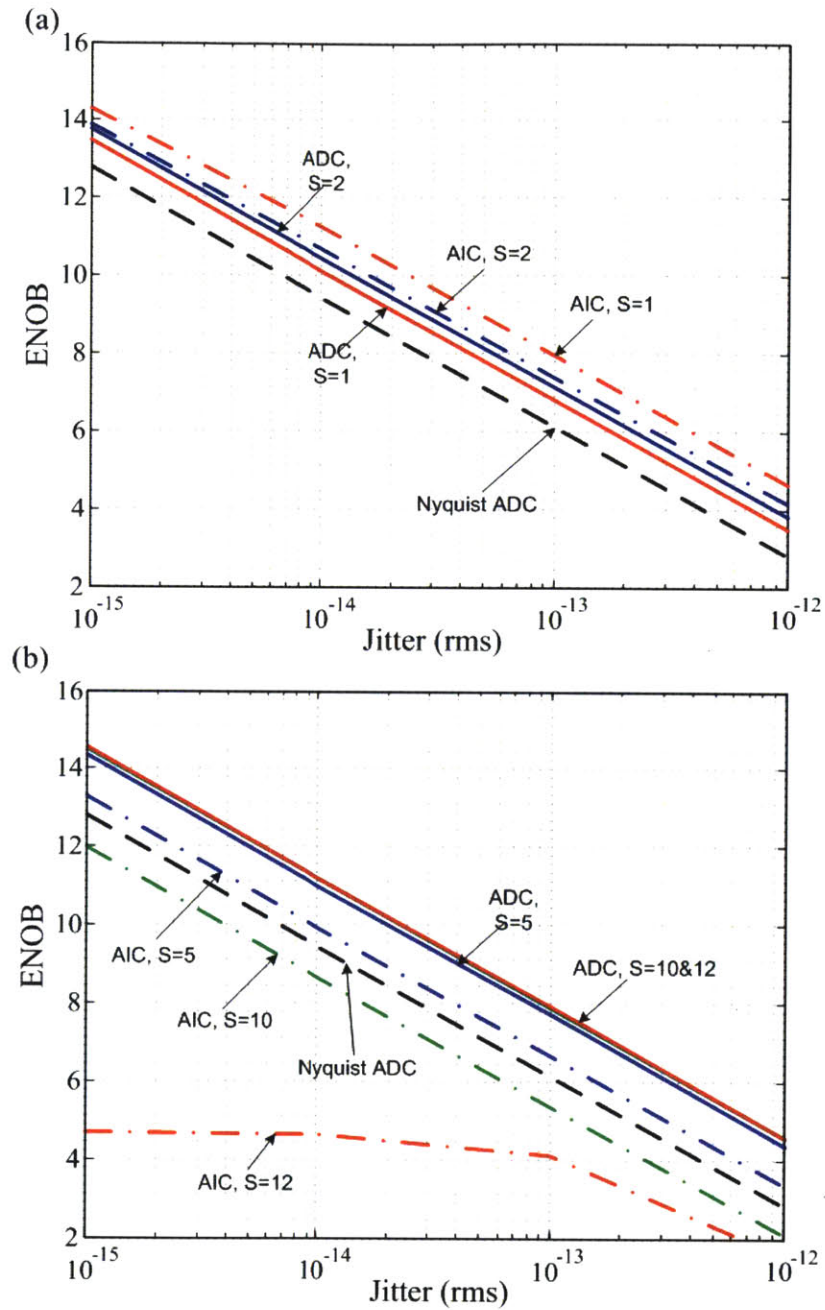 (a)
16
14
12
10
8
6
4
2
ENOB
ADC,
S=2
AIC, S=2
AIC, S=1
ADC,
S=1
Nyquist ADC
10⁻¹⁵
10⁻¹⁴
10⁻¹³
10⁻¹²
Jitter (rms)
(b)
16
14
12
10
8
6
4
2
ENOB
ADC,
S=5
ADC, S=10&12
AIC, S=5
AIC, S=10
Nyquist ADC
AIC, S=12
10⁻¹⁵
10⁻¹⁴
10⁻¹³
10⁻¹²
Jitter (rms)